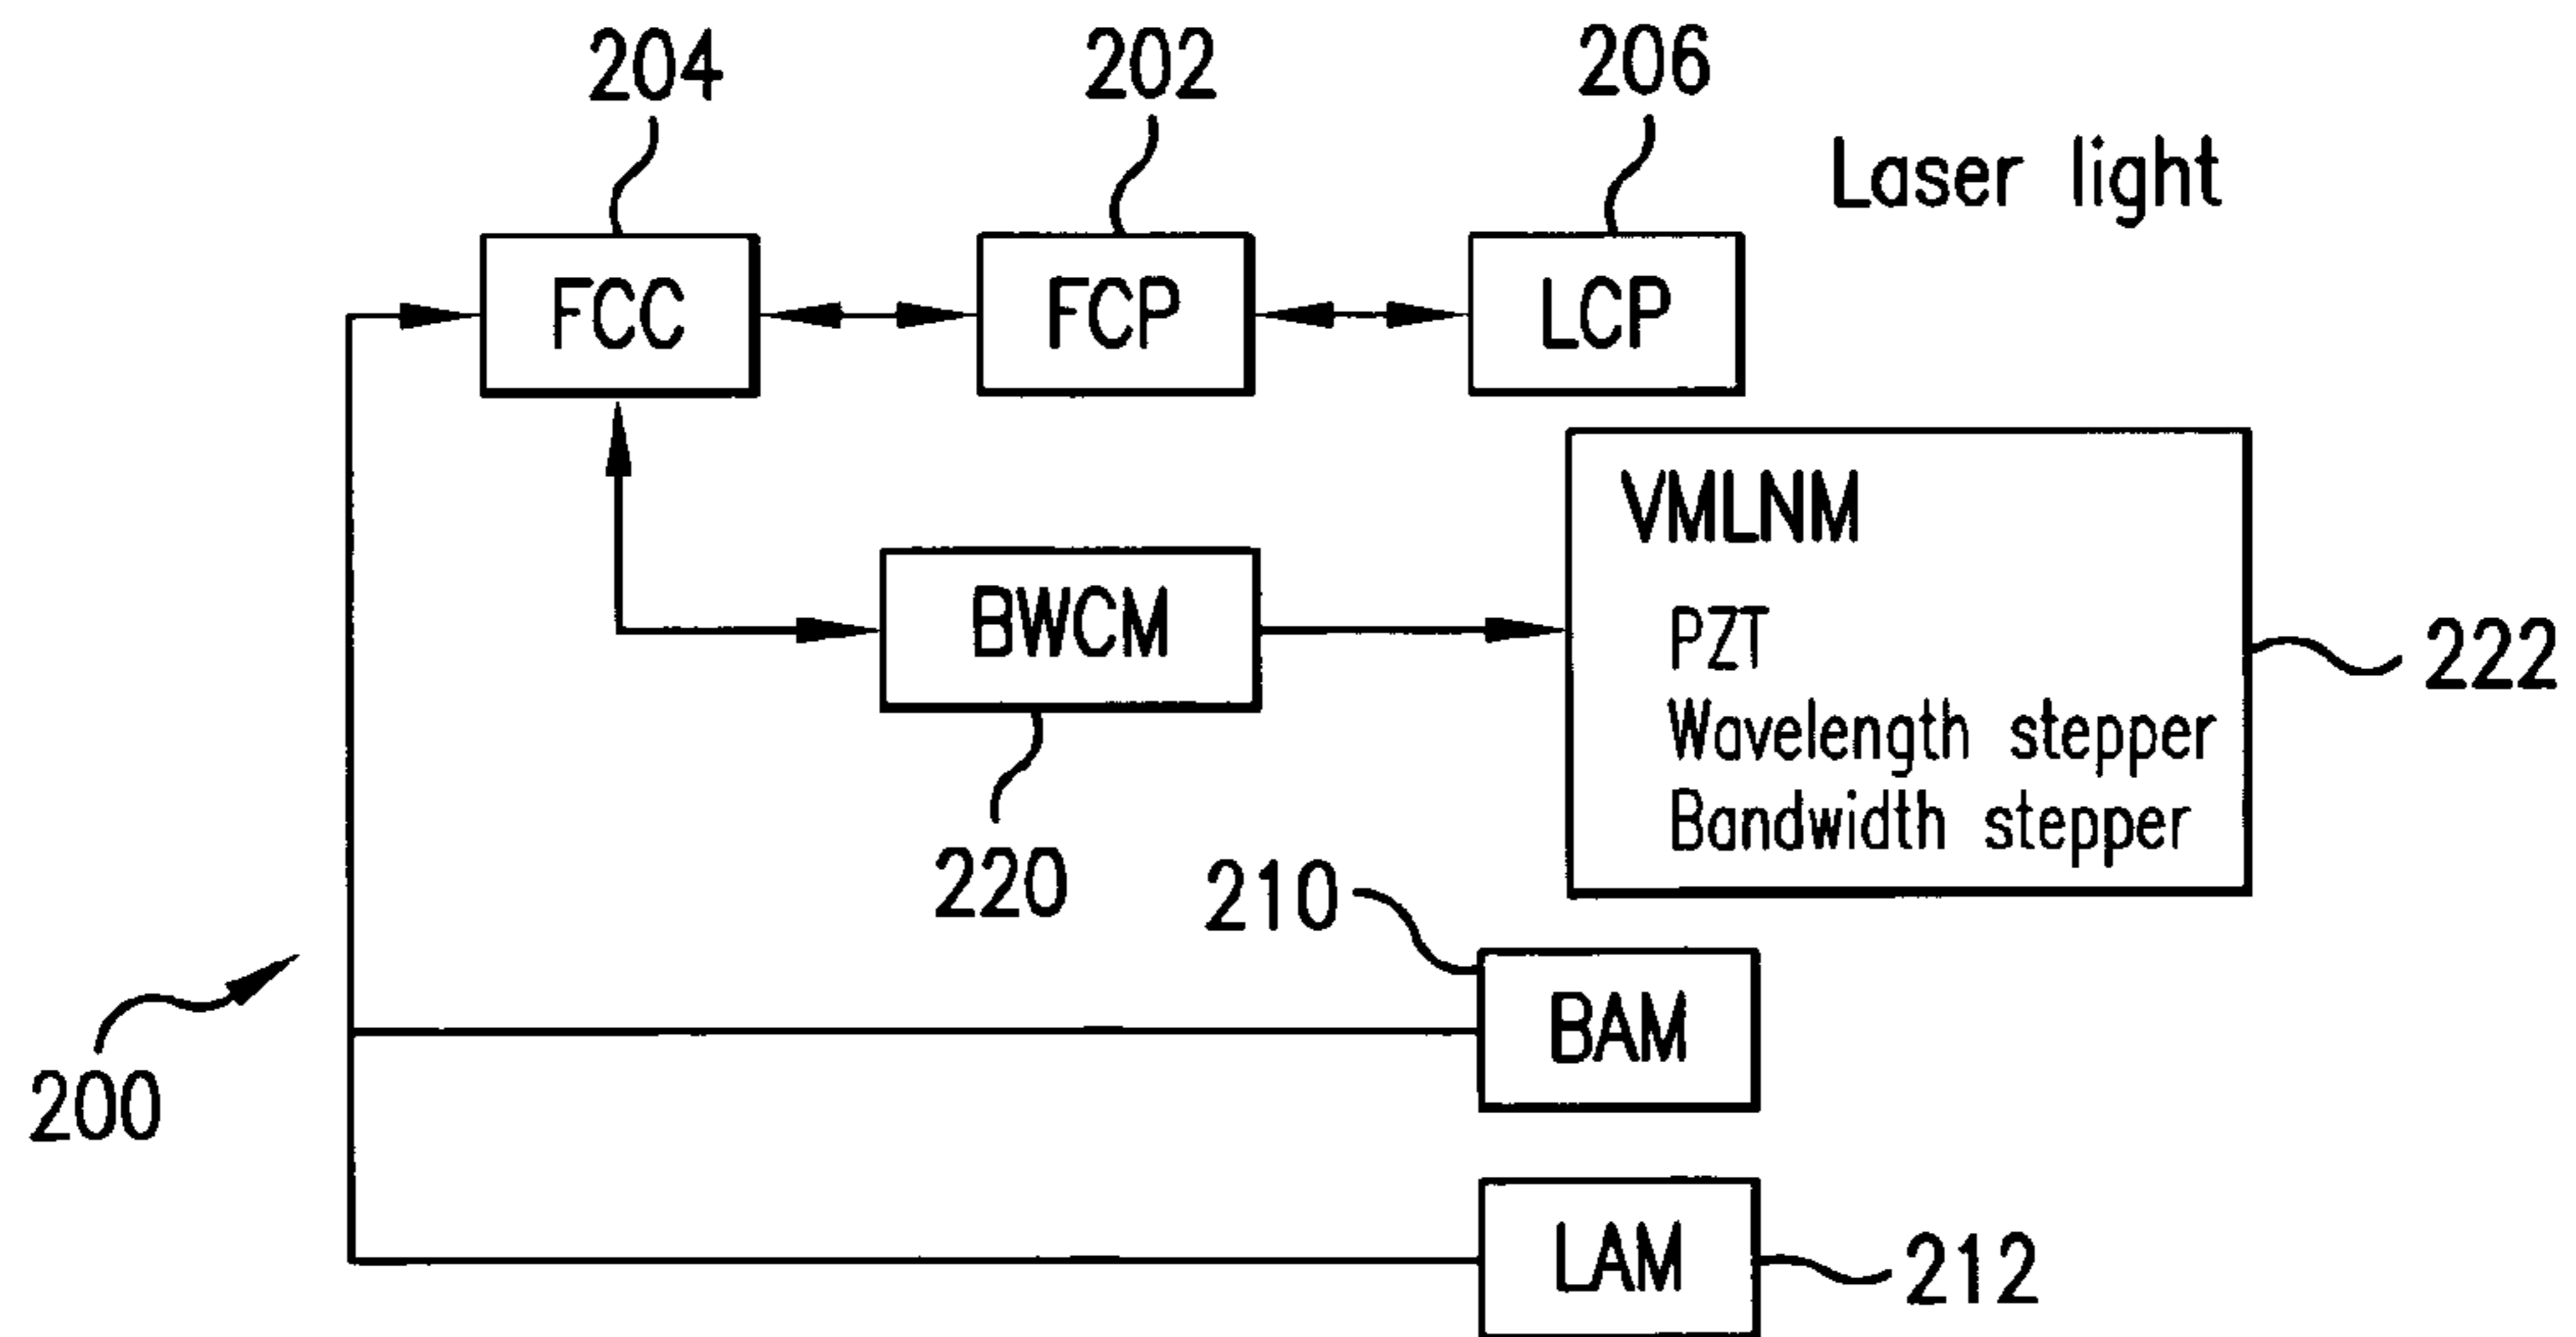 204
202
206
Laser light
FCC
FCP
LCP
VMLNM
BWCM
PZT
222
Wavelength stepper
Bandwidth stepper
220
210
BAM
200
LAM
212